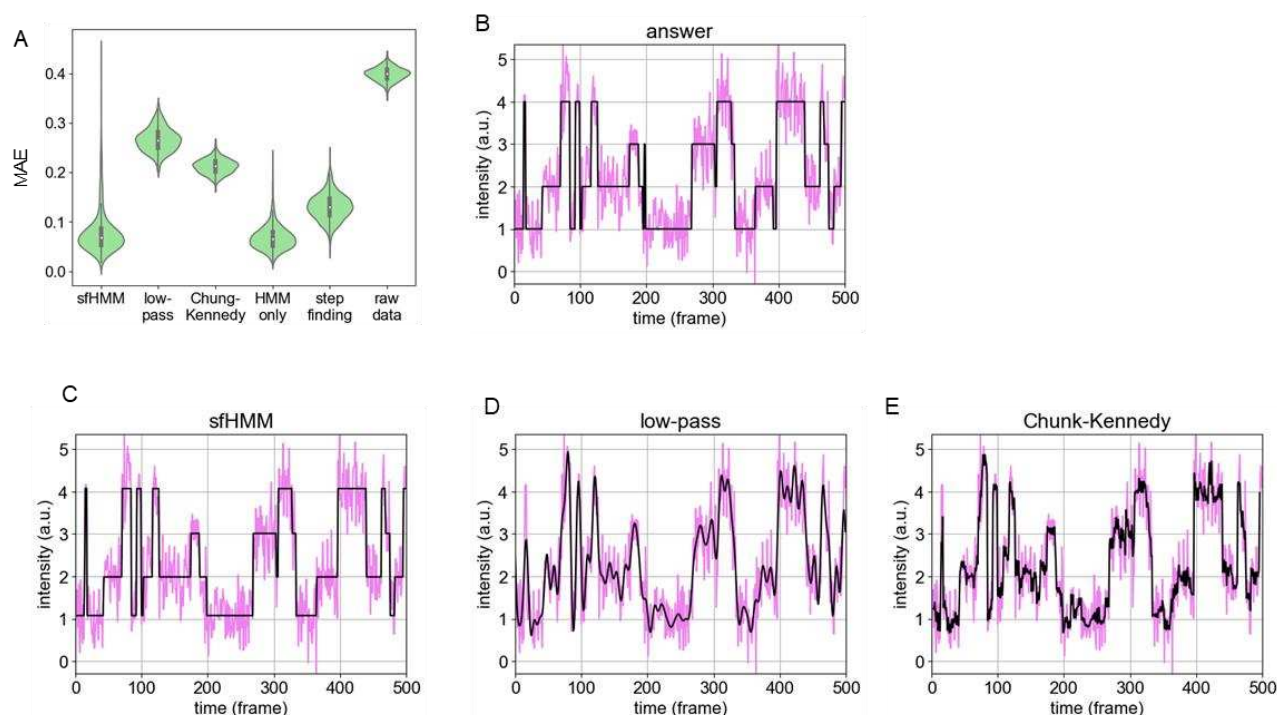 A
MAE
0.4
0.3
0.2
0.1
0.0
sfHMM
low-
pass
Chung-
Kennedy
HMM
only
step
finding
raw
data
B
answer
intensity (a.u.)
5
4
3
2
1
0
0 100 200 300 400 500
time (frame)
C
sfHMM
intensity (a.u.)
5
4
3
2
1
0
0 100 200 300 400 500
time (frame)
D
low-pass
intensity (a.u.)
5
4
3
2
1
0
0 100 200 300 400 500
time (frame)
E
Chunk-Kennedy
intensity (a.u.)
5
4
3
2
1
0
0 100 200 300 400 500
time (frame)